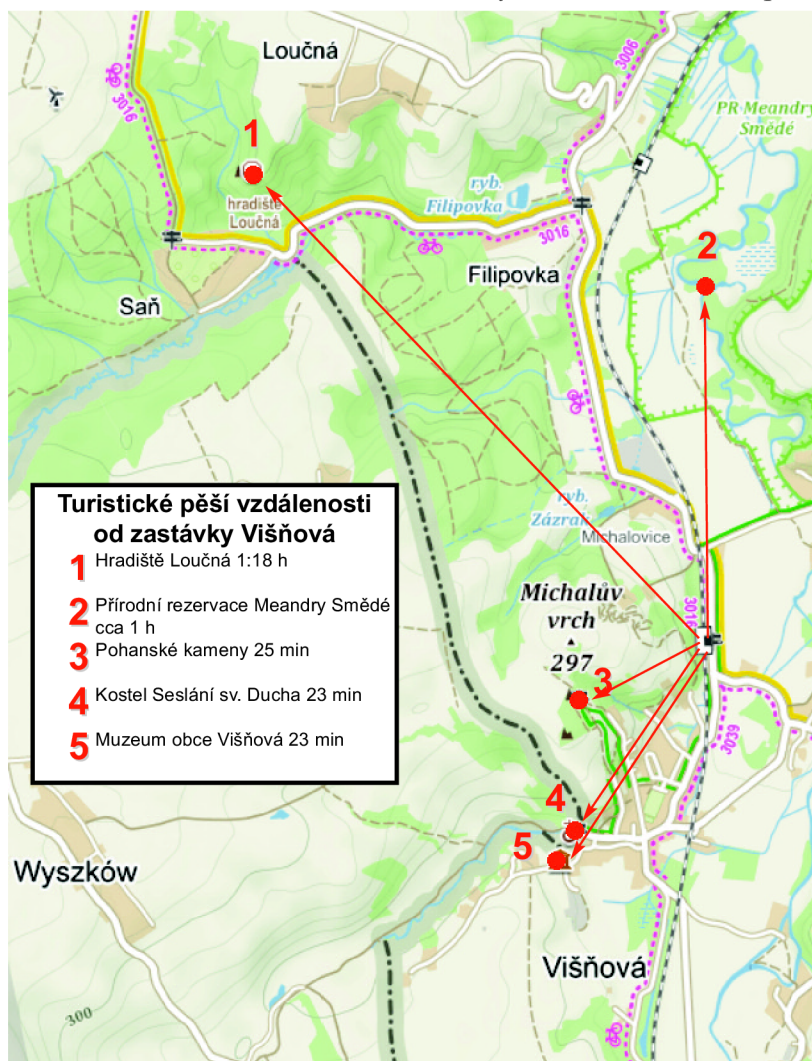 Loučná
3006
3016
PR Meandry
Smědé
1
hradiště
Loučná
ryb.
Filipovka
3016
2
Filipovka
Saň
Turistické pěší vzdálenosti
od zastávky Višňová
1 Hradiště Loučná 1:18 h
2 Přírodní rezervace Meandry Smědé
cca 1 h
3 Pohanské kameny 25 min
4 Kostel Seslání sv. Ducha 23 min
5 Muzeum obce Višňová 23 min
ryb.
Zázrak
Michalovice
Michalův
vrch
297
3016
3
3039
4
5
Wyszków
Višňová
300